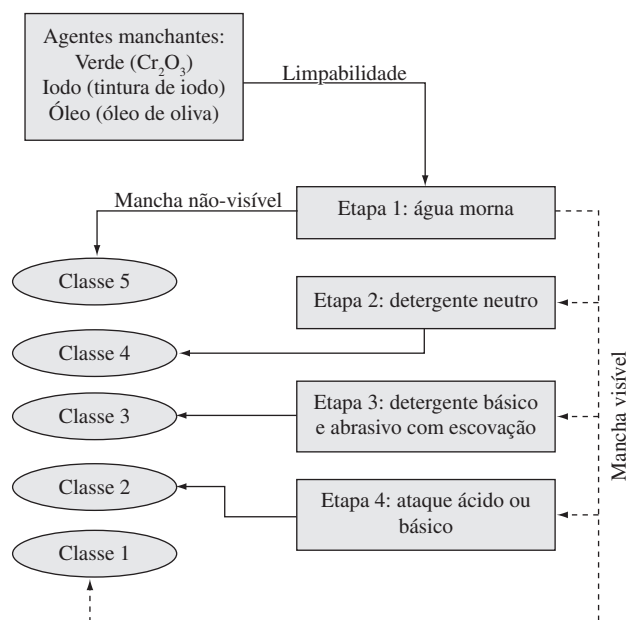 Agentes manchantes:
Verde (Cr₂O₃)
Iodo (tintura de iodo)
Óleo (óleo de oliva)
Limpabilidade
Mancha não-visível
Etapa 1: água morna
Classe 5
Etapa 2: detergente neutro
Classe 4
Etapa 3: detergente básico
e abrasivo com escovação
Classe 3
Classe 2
Etapa 4: ataque ácido ou
básico
Classe 1
Mancha visível